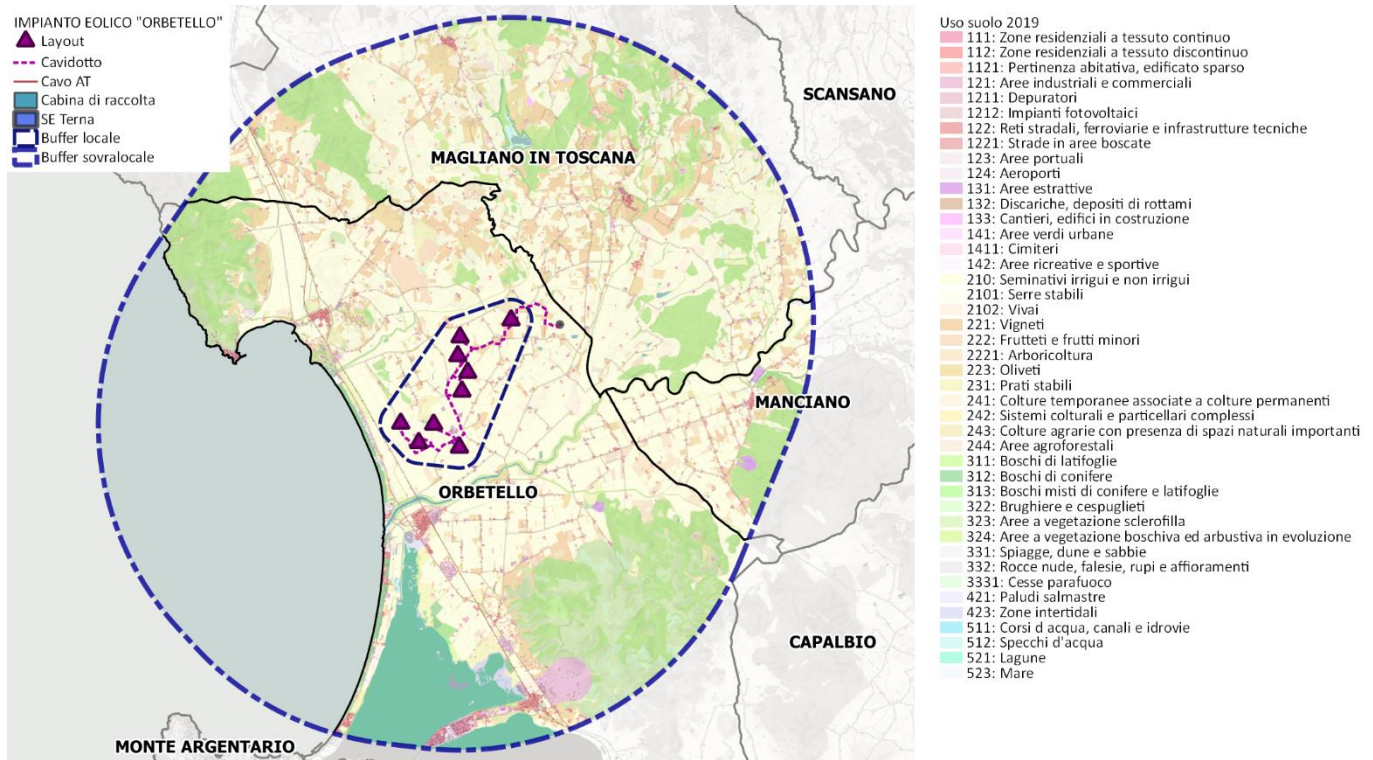 IMPIANTO EOLICO "ORBETELLO"
Layout
Cavidotto
Cavo AT
Cabina di raccolta
SE Terna
Buffer locale
Buffer sovralocale
SCANSANO
MAGLIANO IN TOSCANA
MANCIANO
ORBETELLO
CAPALBIO
MONTE ARGENTARIO
Uso suolo 2019
111: Zone residenziali a tessuto continuo
112: Zone residenziali a tessuto discontinuo
1121: Pertinenza abitativa, edificato sparso
121: Aree industriali e commerciali
1211: Depuratori
1212: Impianti fotovoltaici
122: Reti stradali, ferroviarie e infrastrutture tecniche
1221: Strade in aree boscate
123: Aree portuali
124: Aeroporti
131: Aree estrattive
132: Discariche, depositi di rottami
133: Cantieri, edifici in costruzione
141: Aree verdi urbane
1411: Cimiteri
142: Aree ricreative e sportive
210: Seminativi irrigui e non irrigui
2101: Serre stabili
2102: Vivai
221: Vigneti
222: Frutteti e frutti minori
2221: Arboricoltura
223: Oliveti
231: Prati stabili
241: Colture temporanee associate a colture permanenti
242: Sistemi colturali e particellari complessi
243: Colture agrarie con presenza di spazi naturali importanti
244: Aree agroforestali
311: Boschi di latifoglie
312: Boschi di conifere
313: Boschi misti di conifere e latifoglie
322: Brughiere e cespuglieti
323: Aree a vegetazione sclerofilla
324: Aree a vegetazione boschiva ed arbustiva in evoluzione
331: Spiagge, dune e sabbie
332: Rocce nude, falesie, rupi e affioramenti
3331: Cesse parafuoco
421: Paludi salmastre
423: Zone intertidali
511: Corsi d acqua, canali e idrovie
512: Specchi d'acqua
521: Lagune
523: Mare